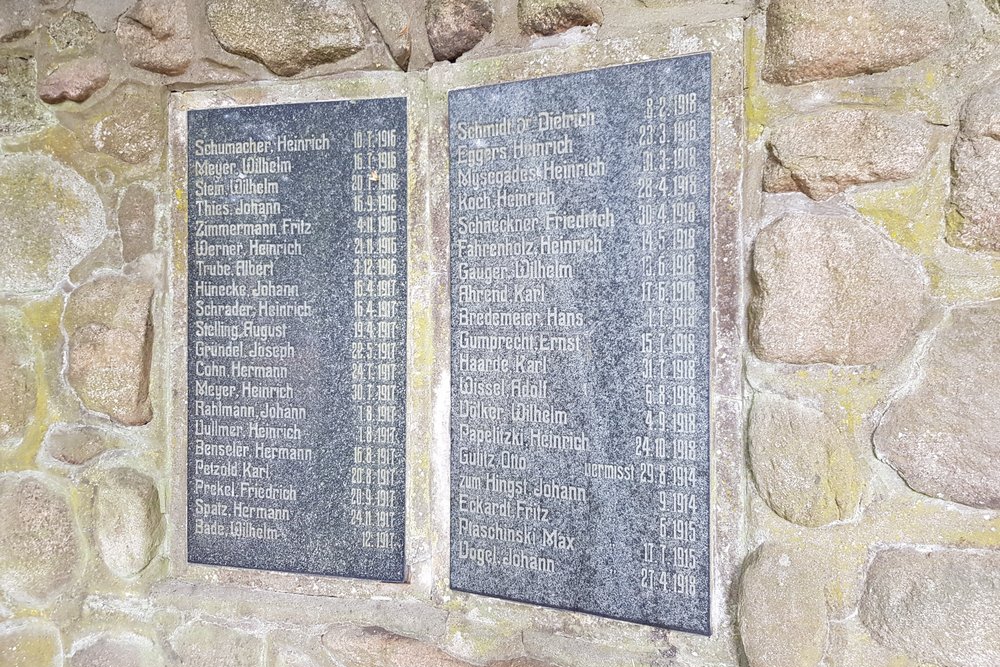 Schumacher, Heinrich 10.7.1916
Meyer, Wilhelm 16.7.1916
Stein, Wilhelm 20.7.1916
Thies, Johann 16.9.1916
Zimmermann, Fritz 4.11.1916
Werner, Heinrich 21.11.1916
Trube, Albert 3.12.1916
Hünecke, Johann 16.4.1917
Schrader, Heinrich 16.4.1917
Stelling, August 19.4.1917
Gründel, Joseph 22.5.1917
Cohn, Hermann 24.7.1917
Meyer, Heinrich 30.7.1917
Rahlmann, Johann 1.8.1917
Vullmer, Heinrich 1.8.1917
Benseler, Hermann 16.8.1917
Petzold, Karl 20.8.1917
Prekel, Friedrich 20.9.1917
Spatz, Hermann 24.11.1917
Bade, Wilhelm 12.1917
Schmidt, Dietrich 8.2.1918
Eggers, Heinrich 23.3.1918
Mysegades, Heinrich 31.3.1918
Koch, Heinrich 28.4.1918
Schneckner, Friedrich 30.4.1918
Fahrenholz, Heinrich 14.5.1918
Gauger, Wilhelm 13.6.1918
Ahrend, Karl 17.6.1918
Bredemeier, Hans 1.7.1918
Gumprecht, Ernst 15.7.1918
Haarde, Karl 31.7.1918
Wissel, Adolf 6.8.1918
Völker, Wilhelm 4.9.1918
Papelitzki, Heinrich 24.10.1918
Gülitz, Otto vermisst 29.8.1914
zum Hingst, Johann 9.1914
Eckardt, Fritz 6.1915
Plaschinski, Max 17.7.1915
Vogel, Johann 27.4.1918